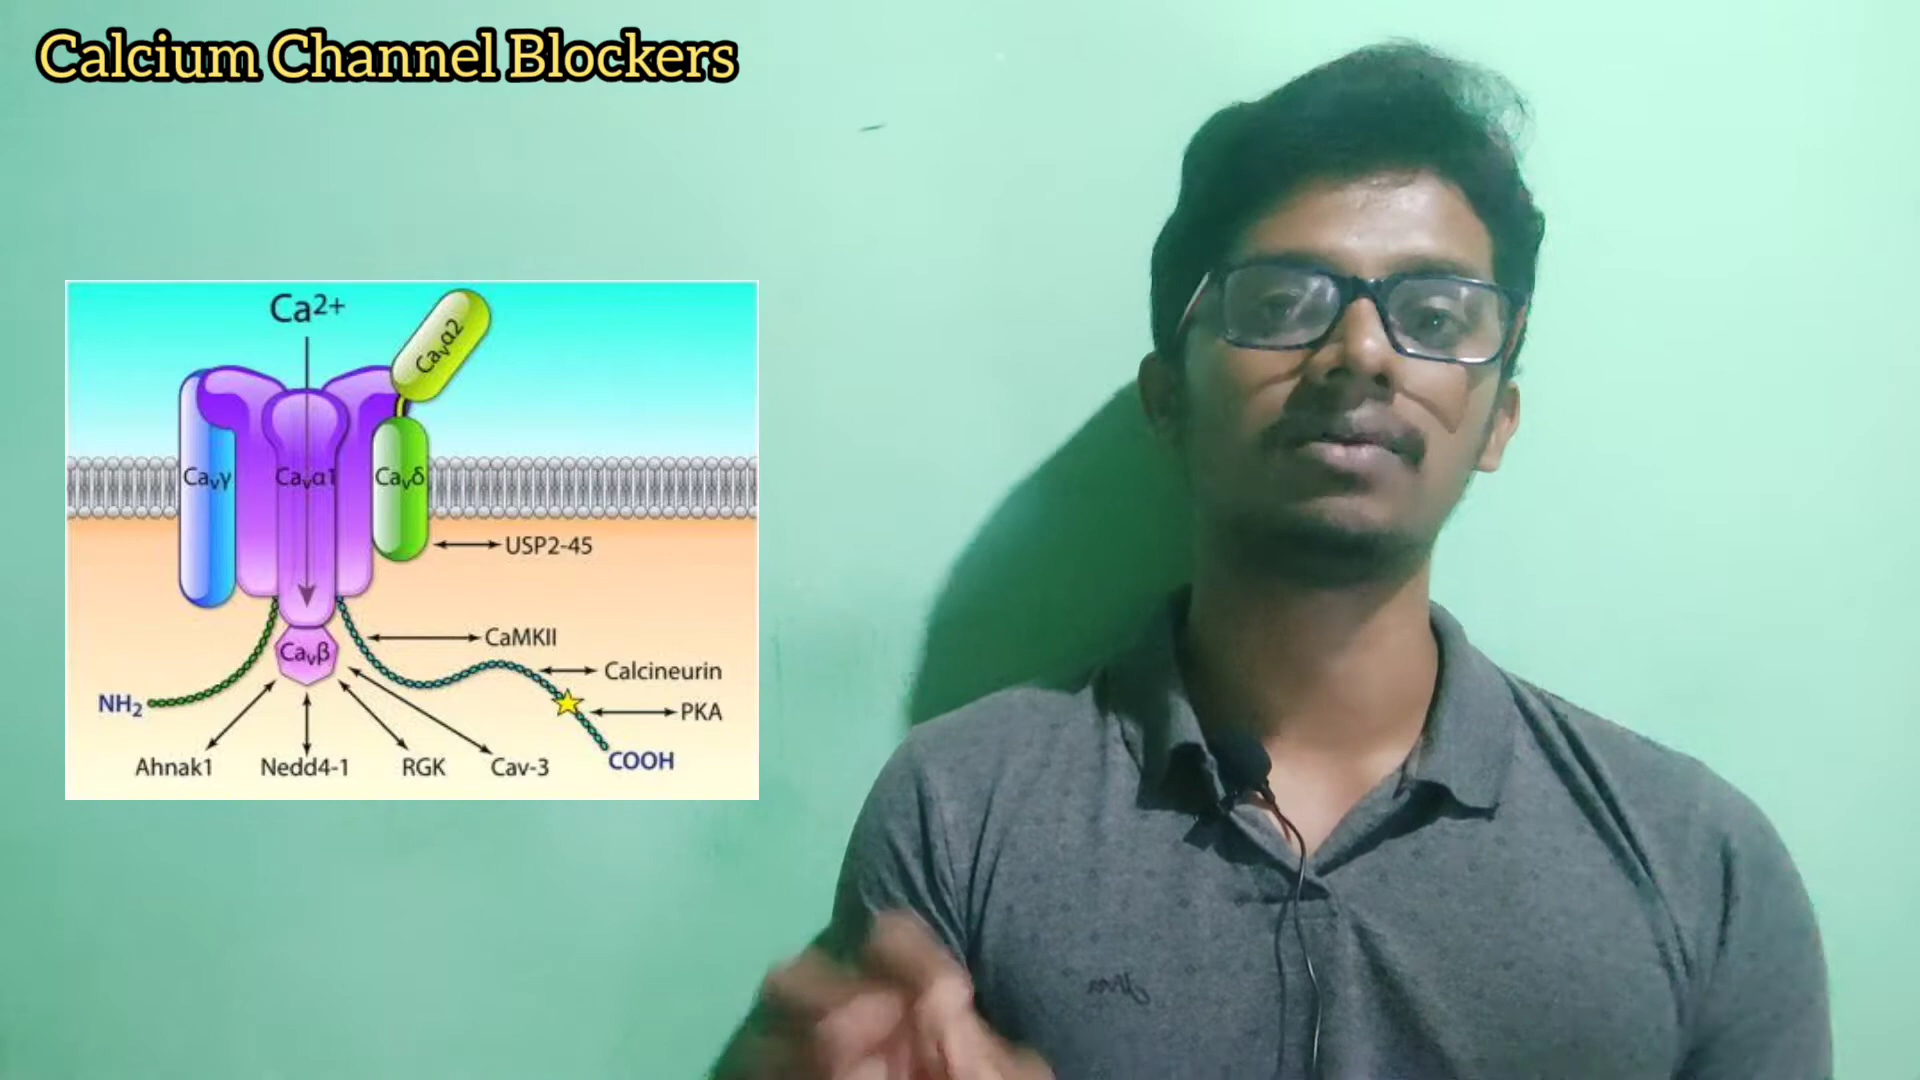 Calcium Channel Blockers
Ca2+
Cavα2
Cavγ
Cavα1
Cavδ
USP2-45
CaMKII
Cavβ
Calcineurin
NH2
PKA
COOH
Ahnak1
Nedd4-1
RGK
Cav-3